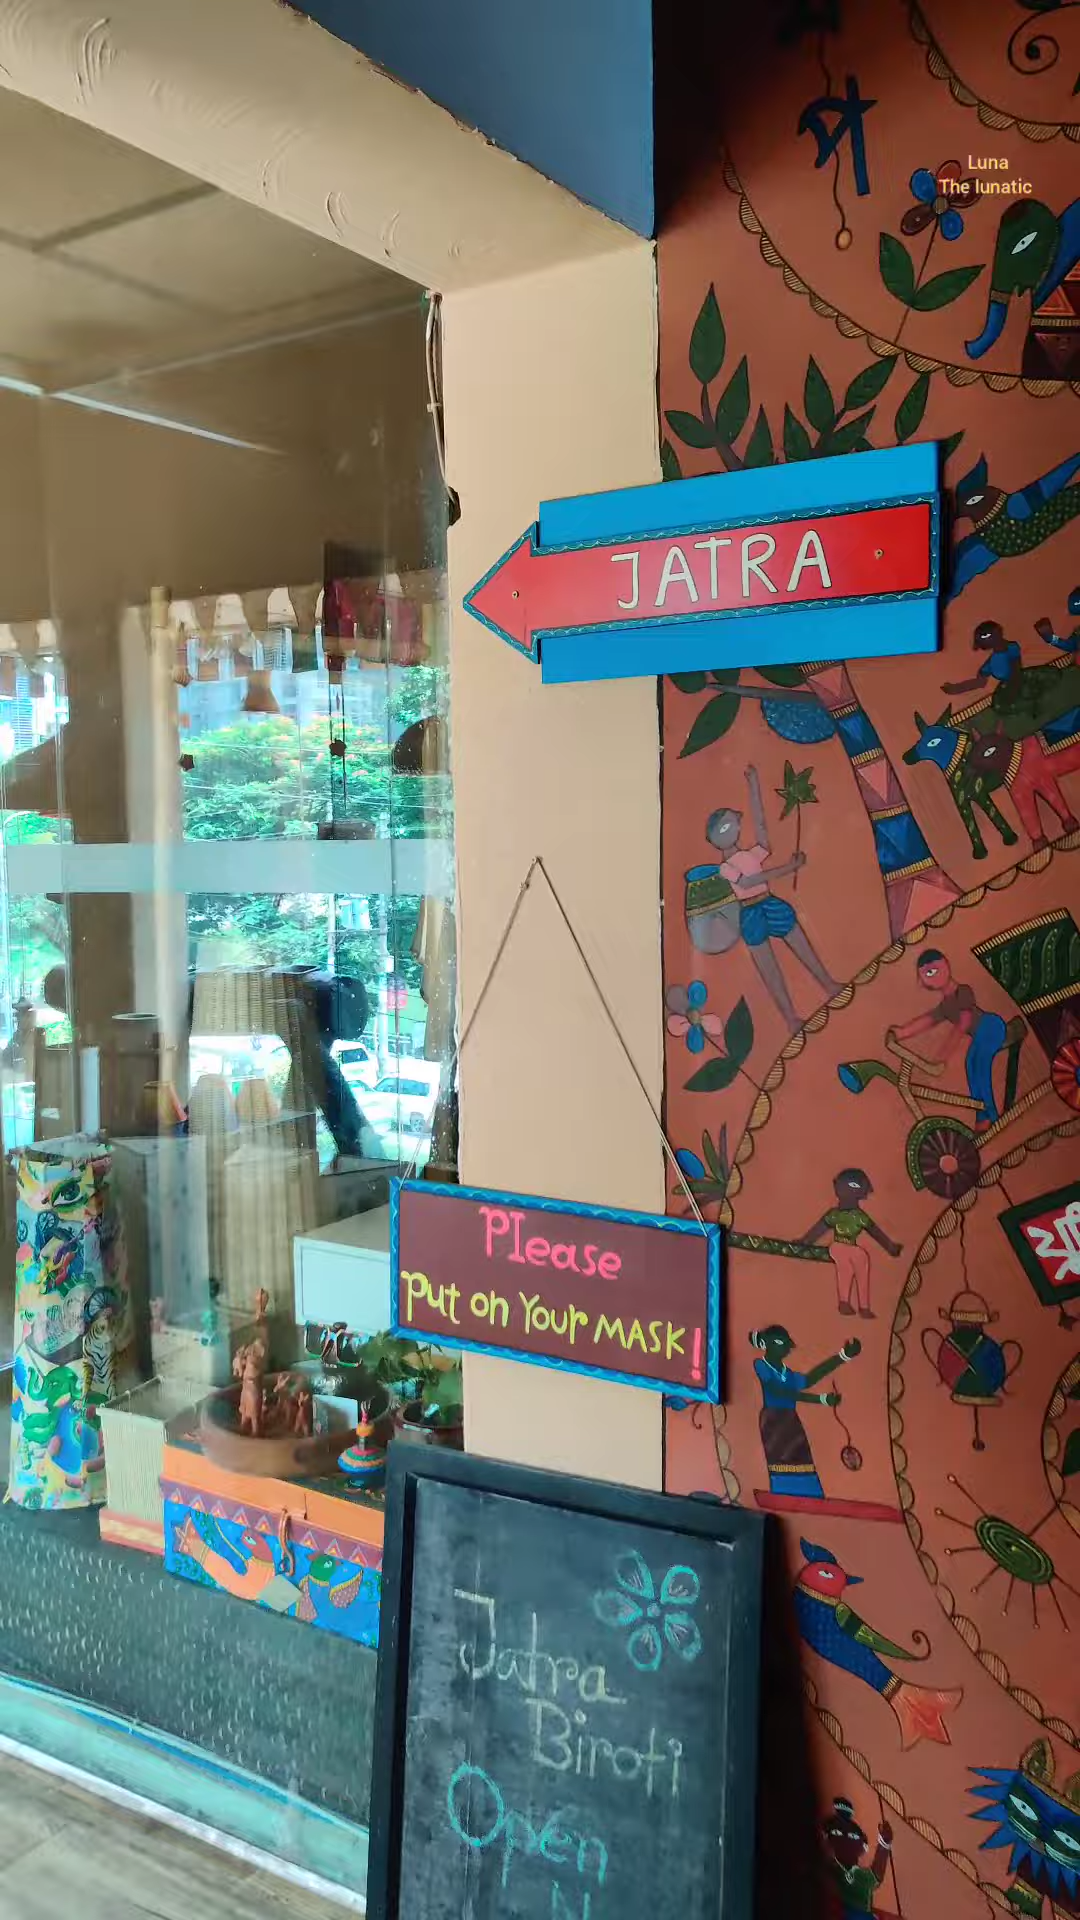 Luna
The lunatic
JATRA
Please
Put on Your MASK!
Jatra
Biroti
Open